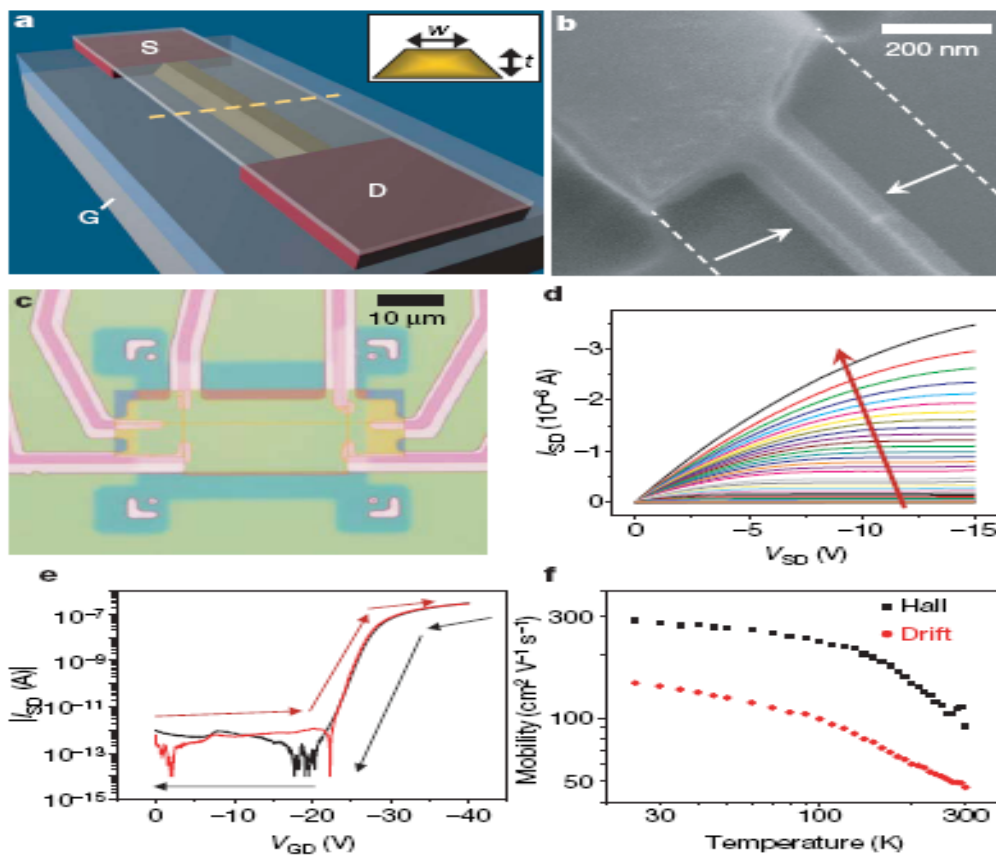 a
S
w
t
D
G
b
200 nm
c
10 μm
d
I_SD (10⁻⁶ A)
−3
−2
−1
0
0 −5 −10 −15
V_SD (V)
e
|I_SD (A)|
10⁻⁷
10⁻⁹
10⁻¹¹
10⁻¹³
10⁻¹⁵
0 −10 −20 −30 −40
V_GD (V)
f
Mobility (cm² V⁻¹ s⁻¹)
300
100
50
Hall
Drift
30 100 300
Temperature (K)